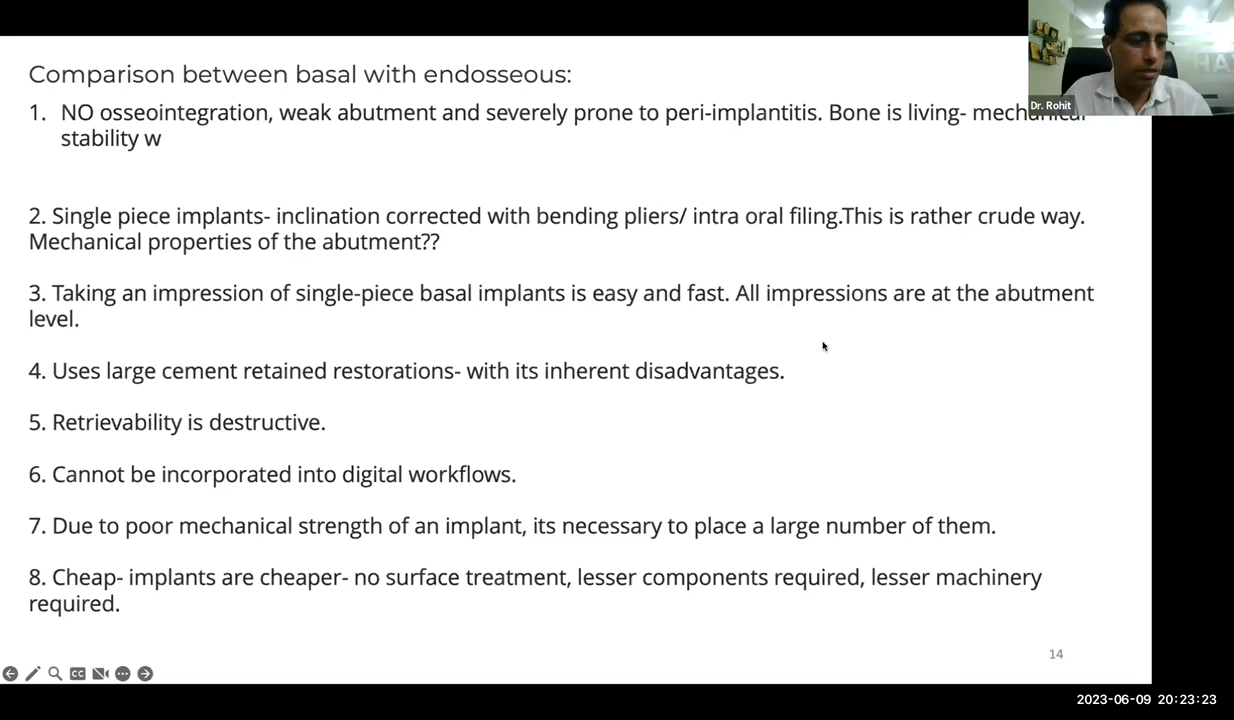 Comparison between basal with endosseous:
Dr. Rohit
1. NO osseointegration, weak abutment and severely prone to peri-implantitis. Bone is living- mechanical
stability w
2. Single piece implants- inclination corrected with bending pliers/ intra oral filing.This is rather crude way.
Mechanical properties of the abutment??
3. Taking an impression of single-piece basal implants is easy and fast. All impressions are at the abutment
level.
4. Uses large cement retained restorations- with its inherent disadvantages.
5. Retrievability is destructive.
6. Cannot be incorporated into digital workflows.
7. Due to poor mechanical strength of an implant, its necessary to place a large number of them.
8. Cheap- implants are cheaper- no surface treatment, lesser components required, lesser machinery
required.
14
CC
2023-06-09 20:23:23